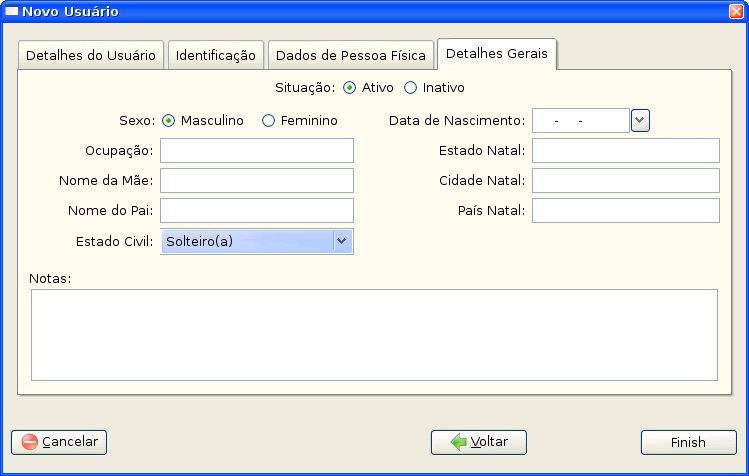 Novo Usuário
Detalhes do Usuário Identificação Dados de Pessoa Física Detalhes Gerais
Situação: Ativo Inativo
Sexo: Masculino Feminino Data de Nascimento: - -
Ocupação: Estado Natal:
Nome da Mãe: Cidade Natal:
Nome do Pai: País Natal:
Estado Civil: Solteiro(a)
Notas:
Cancelar Voltar Finish